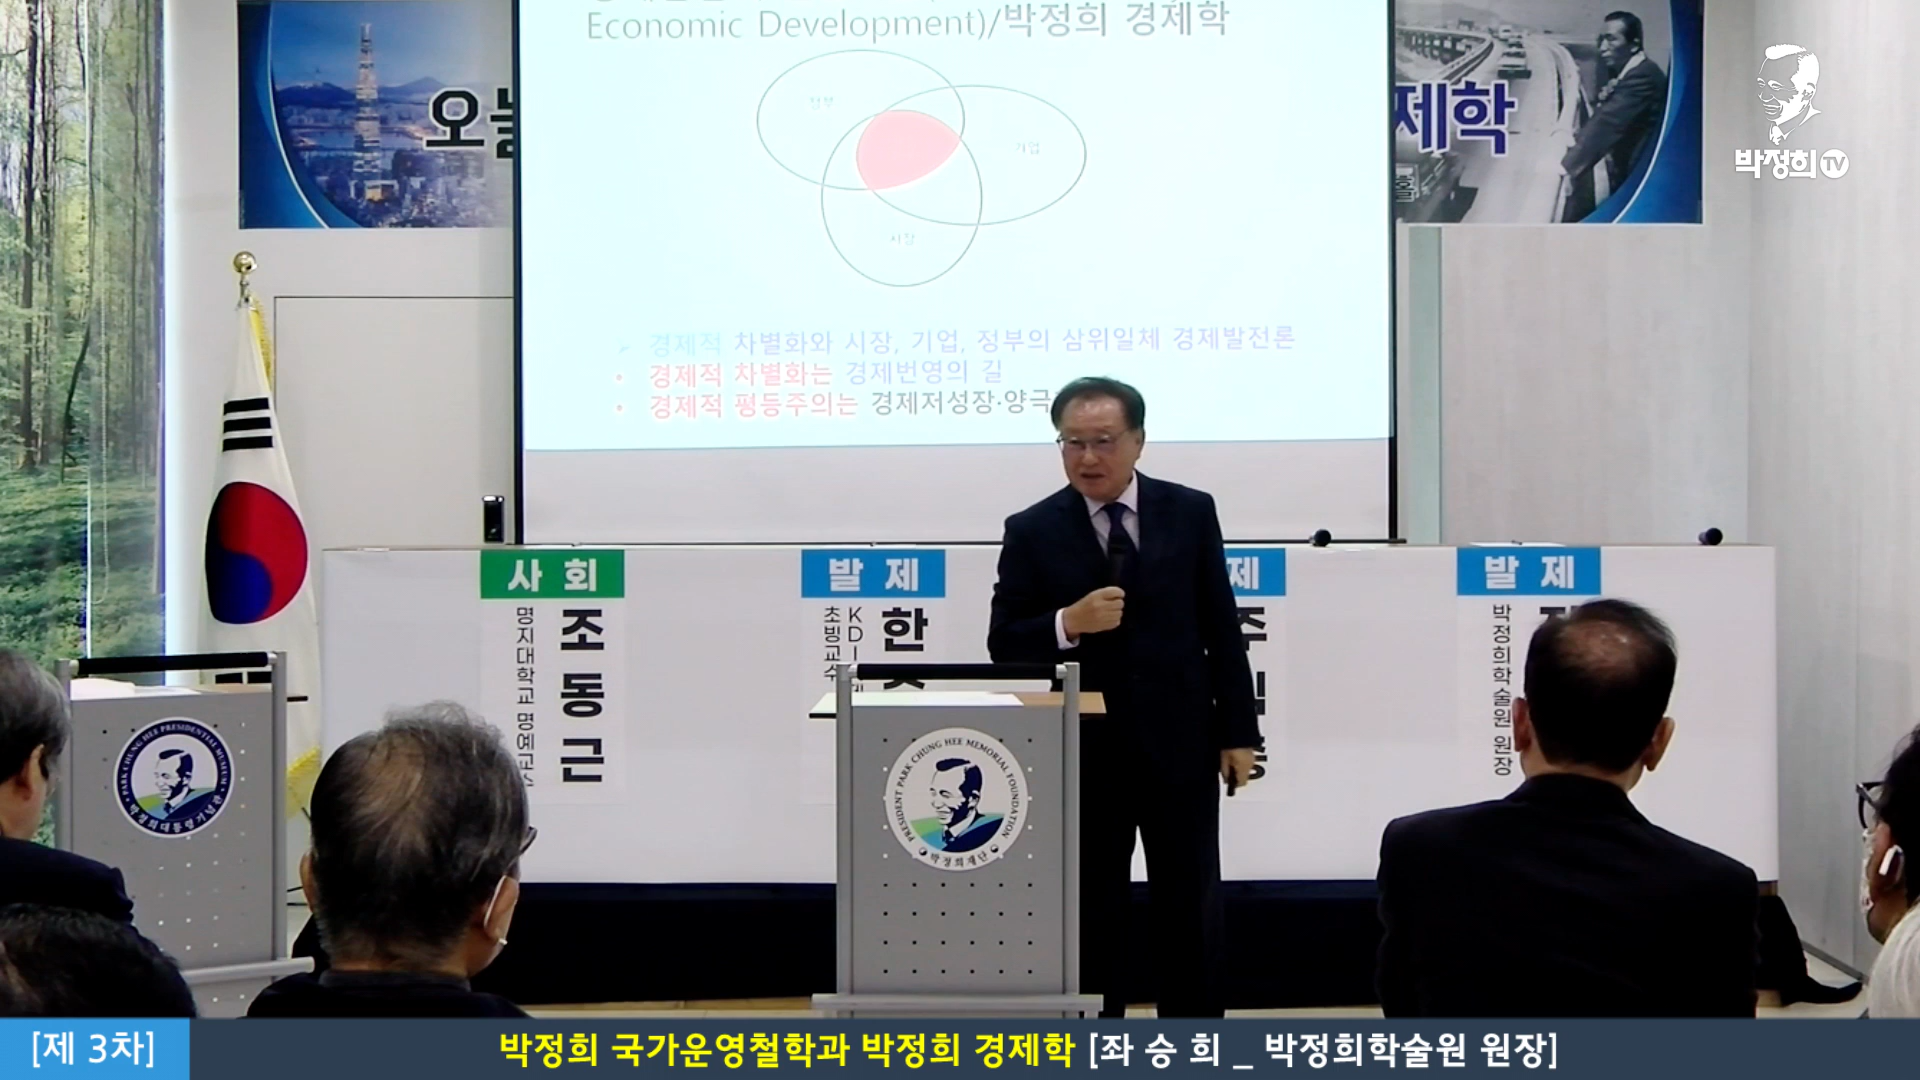 Economic Development)/박정희 경제학
정부
기업
시장
경제적 차별화와 시장, 기업, 정부의 삼위일체 경제발전론
경제적 차별화는 경제번영의 길
경제적 평등주의는 경제저성장·양극
제학
박정희TV
사 회
명지대학교 명예교수
조동근
발 제
초빙교수
한
제
발 제
박정희학술원 원장
PARK CHUNG HEE PRESIDENTIAL MUSEUM
박정희대통령기념관
PRESIDENT PARK CHUNG HEE MEMORIAL FOUNDATION
박정희재단
[제 3차]
박정희 국가운영철학과 박정희 경제학 [좌 승 희 _ 박정희학술원 원장]